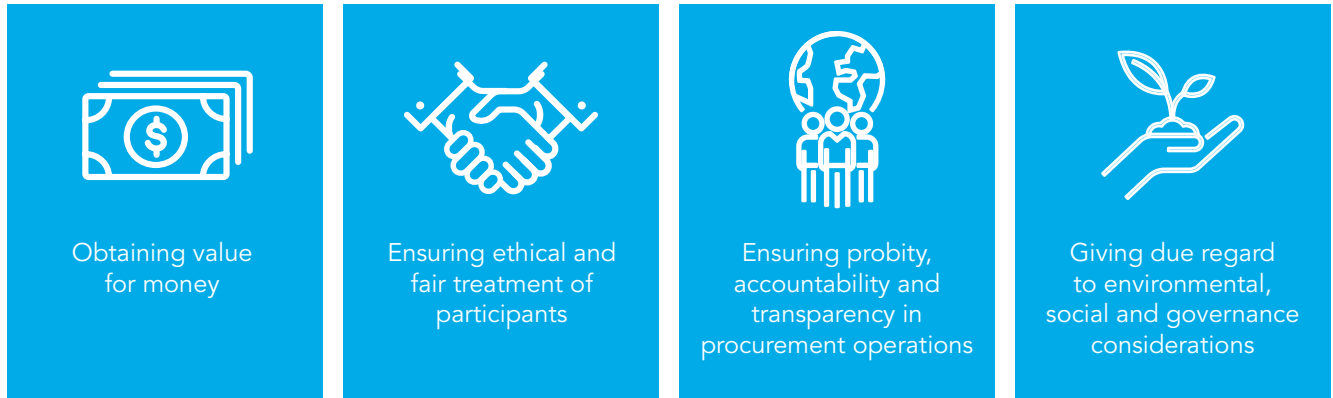 $
Obtaining value
for money
Ensuring ethical and
fair treatment of
participants
Ensuring probity,
accountability and
transparency in
procurement operations
Giving due regard
to environmental,
social and governance
considerations